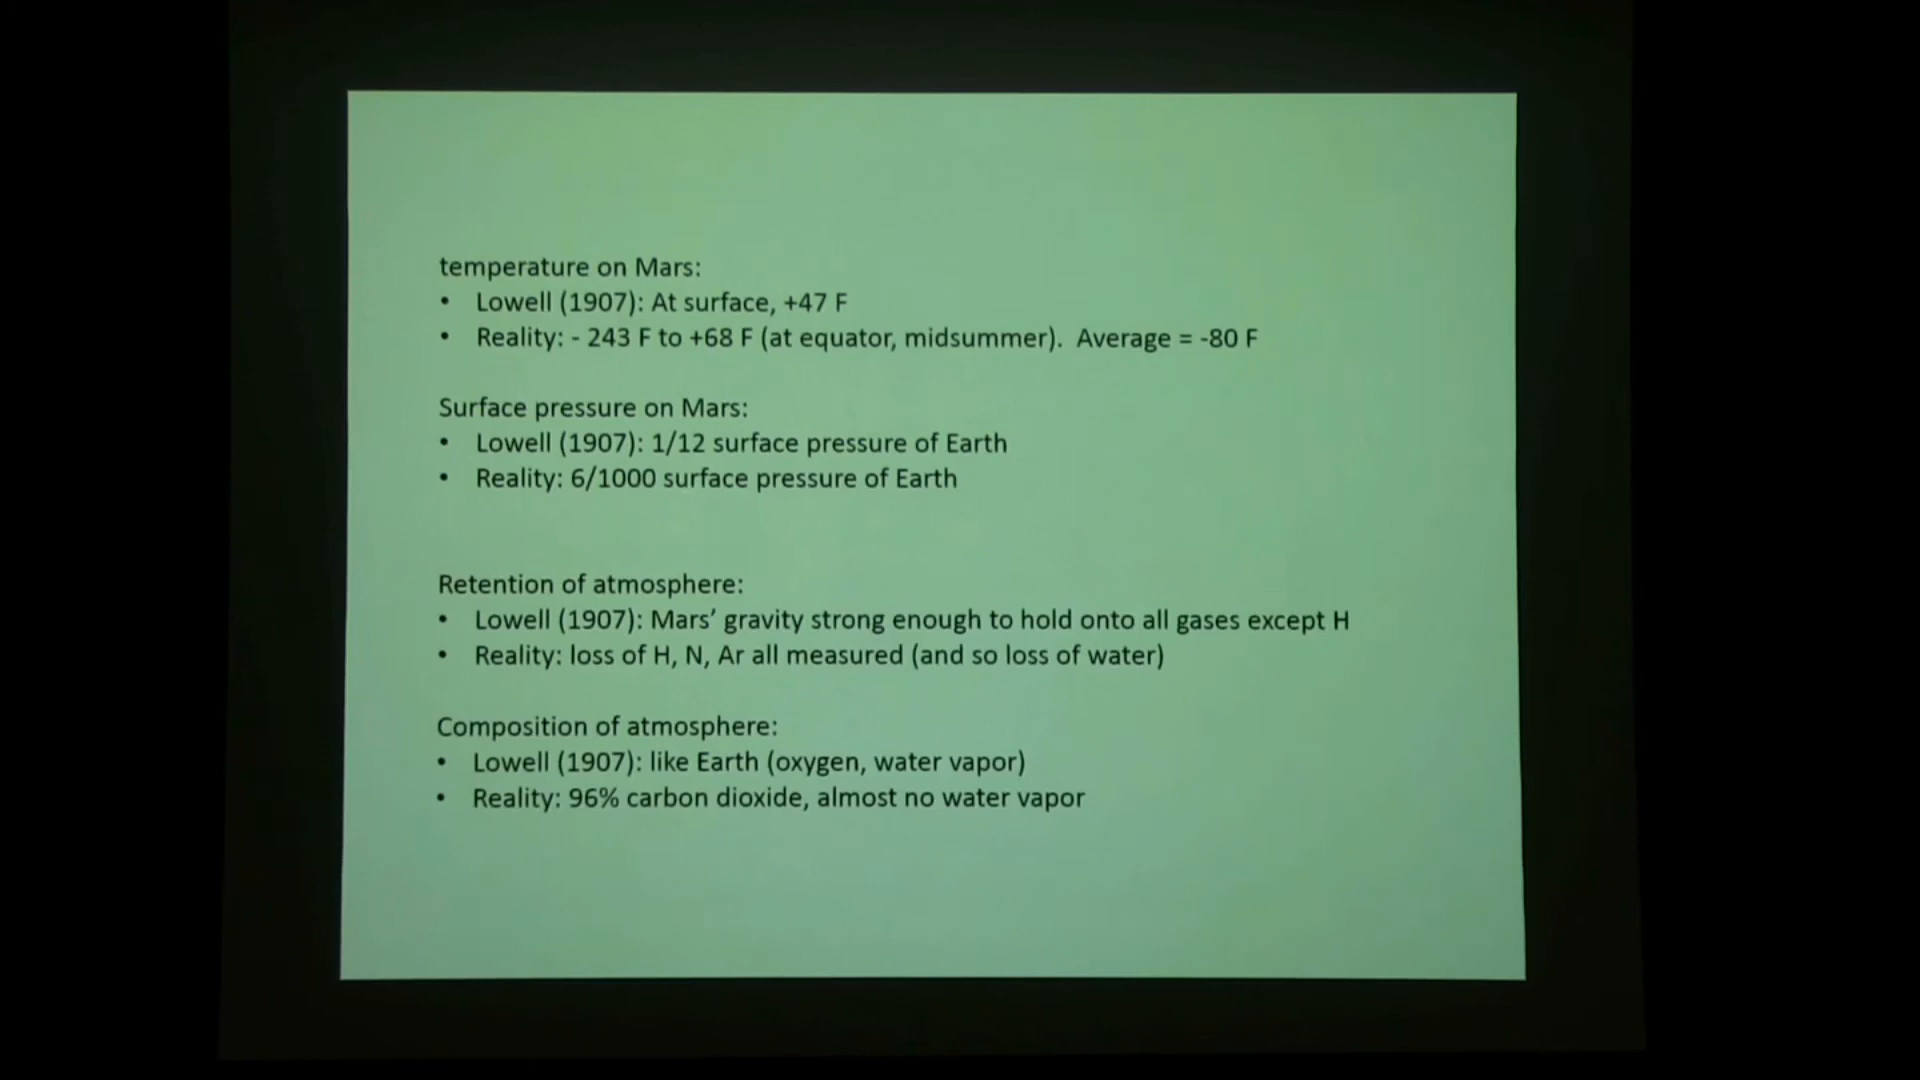 temperature on Mars:
• Lowell (1907): At surface, +47 F
• Reality: - 243 F to +68 F (at equator, midsummer). Average = -80 F
Surface pressure on Mars:
• Lowell (1907): 1/12 surface pressure of Earth
• Reality: 6/1000 surface pressure of Earth
Retention of atmosphere:
• Lowell (1907): Mars’ gravity strong enough to hold onto all gases except H
• Reality: loss of H, N, Ar all measured (and so loss of water)
Composition of atmosphere:
• Lowell (1907): like Earth (oxygen, water vapor)
• Reality: 96% carbon dioxide, almost no water vapor